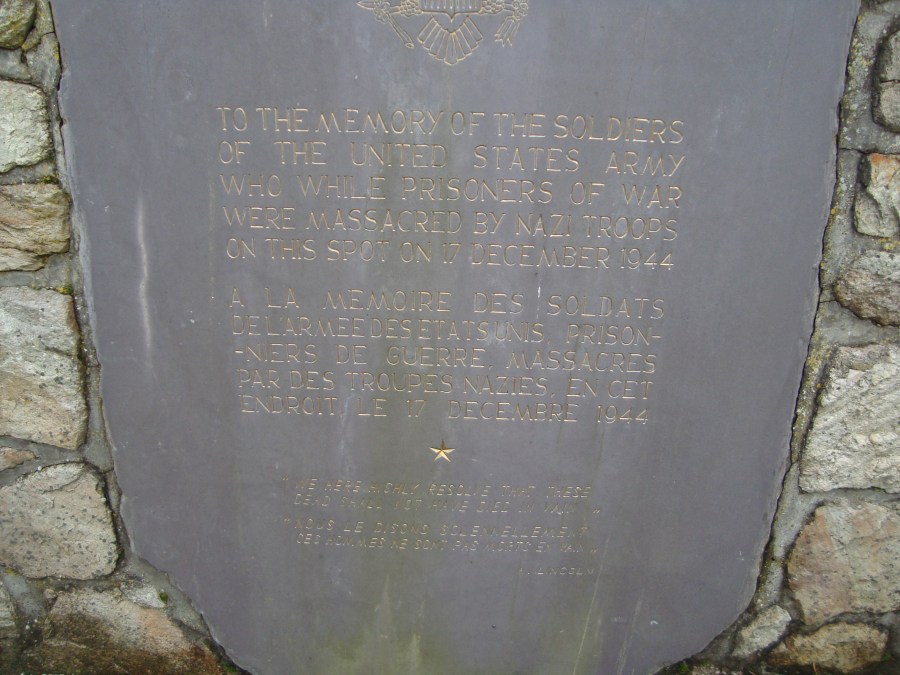 TO THE MEMORY OF THE SOLDIERS
OF THE UNITED STATES ARMY
WHO WHILE PRISONERS OF WAR
WERE MASSACRED BY NAZI TROOPS
ON THIS SPOT ON 17 DECEMBER 1944
A LA MEMOIRE DES SOLDATS
DE L'ARMEE DES ETATS UNIS, PRISON-
-NIERS DE GUERRE, MASSACRES
PAR DES TROUPES NAZIES, EN CET
ENDROIT, LE 17 DECEMBRE 1944
"WE HERE HIGHLY RESOLVE THAT THESE
DEAD SHALL NOT HAVE DIED IN VAIN"...
"NOUS LE DISONS SOLENNELLEMENT
CES HOMMES NE SONT PAS MORTS EN VAIN"...
A. LINCOLN